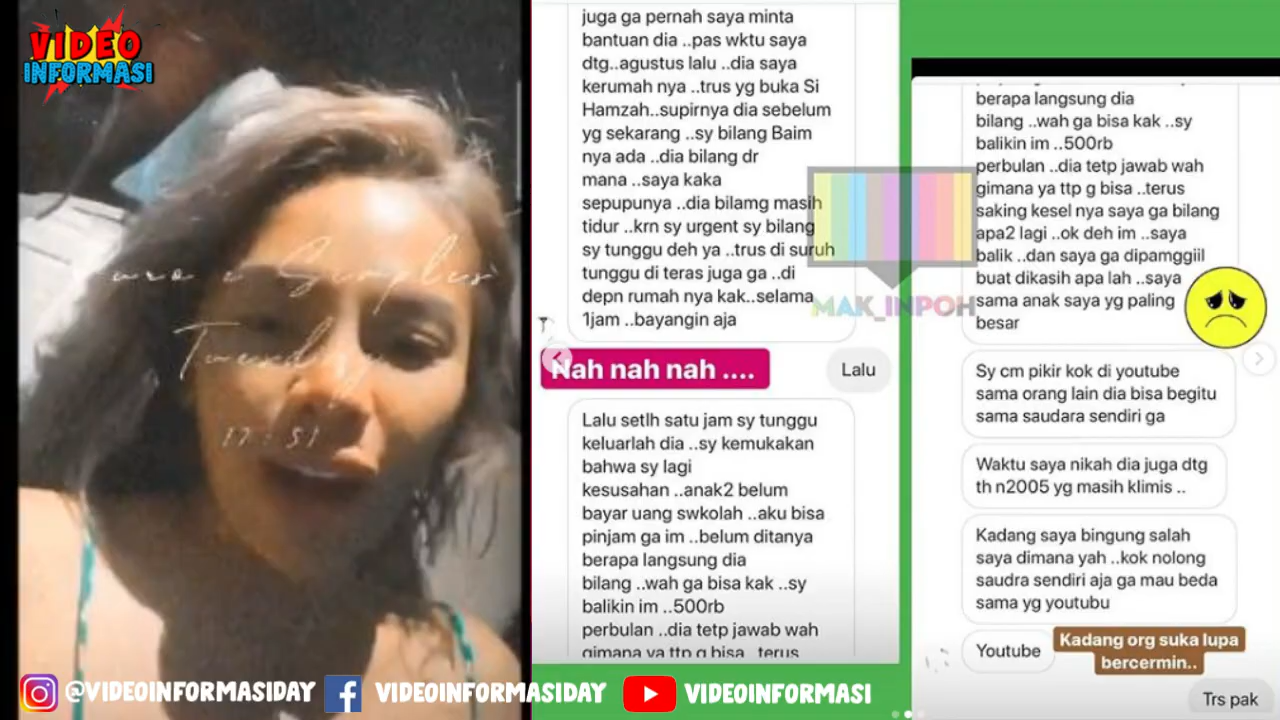 VIDEO
INFORMASI
17 : 51
juga ga pernah saya minta
bantuan dia ..pas wktu saya
dtg..agustus lalu ..dia saya
kerumah nya ..trus yg buka Si
Hamzah..supirnya dia sebelum
yg sekarang ..sy bilang Baim
nya ada ..dia bilang dr
mana ..saya kaka
sepupunya ..dia bilamg masih
tidur ..krn sy urgent sy bilang
sy tunggu deh ya ..trus di suruh
tunggu di teras juga ga ..di
depn rumah nya kak..selama
1jam ..bayangin aja
Nah nah nah ....
Lalu
Lalu setlh satu jam sy tunggu
keluarlah dia ..sy kemukakan
bahwa sy lagi
kesusahan ..anak2 belum
bayar uang swkolah ..aku bisa
pinjam ga im ..belum ditanya
berapa langsung dia
bilang ..wah ga bisa kak ..sy
balikin im ..500rb
perbulan ..dia tetp jawab wah
gimana ya ttp g bisa ..terus
MAK_INPOH
berapa langsung dia
bilang ..wah ga bisa kak ..sy
balikin im ..500rb
perbulan ..dia tetp jawab wah
gimana ya ttp g bisa ..terus
saking kesel nya saya ga bilang
apa2 lagi ..ok deh im ..saya
balik ..dan saya ga dipamggiil
buat dikasih apa lah ..saya
sama anak saya yg paling
besar
Sy cm pikir kok di youtube
sama orang lain dia bisa begitu
sama saudara sendiri ga
Waktu saya nikah dia juga dtg
th n2005 yg masih klimis ..
Kadang saya bingung salah
saya dimana yah ..kok nolong
saudra sendiri aja ga mau beda
sama yg youtubu
Youtube
Kadang org suka lupa
bercermin..
Trs pak
@VIDEOINFORMASIDAY
VIDEOINFORMASIDAY
VIDEOINFORMASI